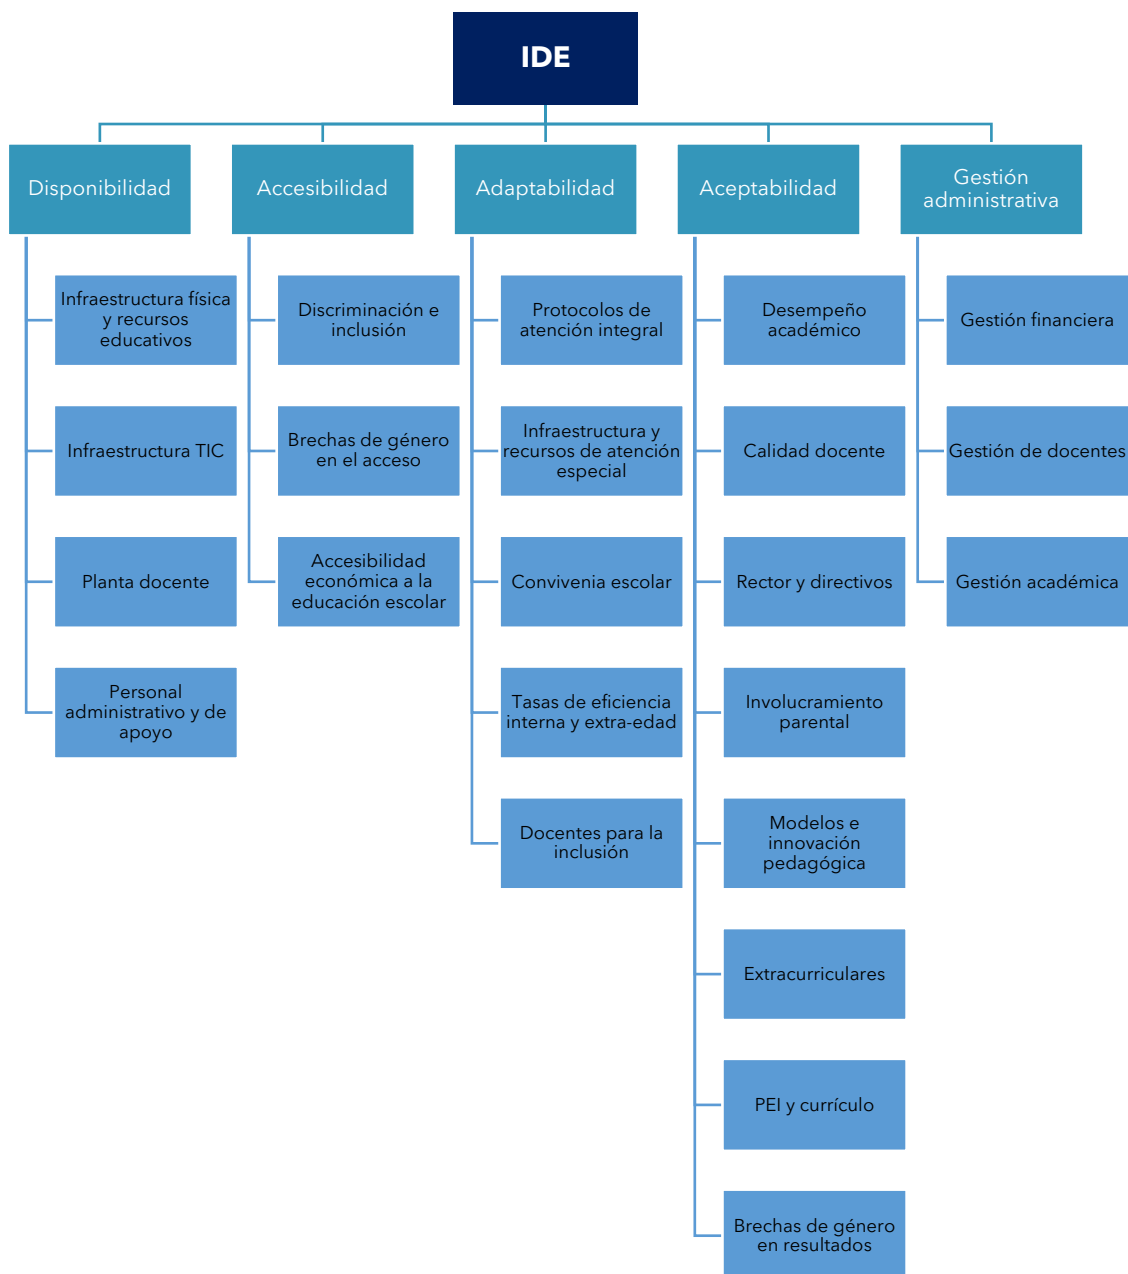 IDE
Disponibilidad
Accesibilidad
Adaptabilidad
Aceptabilidad
Gestión
administrativa
Infraestructura física
y recursos
educativos
Infraestructura TIC
Planta docente
Personal
administrativo y de
apoyo
Discriminación e
inclusión
Brechas de género
en el acceso
Accesibilidad
económica a la
educación escolar
Protocolos de
atención integral
Infraestructura y
recursos de atención
especial
Convivenia escolar
Tasas de eficiencia
interna y extra-edad
Docentes para la
inclusión
Desempeño
académico
Calidad docente
Rector y directivos
Involucramiento
parental
Modelos e
innovación
pedagógica
Extracurriculares
PEI y currículo
Brechas de género
en resultados
Gestión financiera
Gestión de docentes
Gestión académica